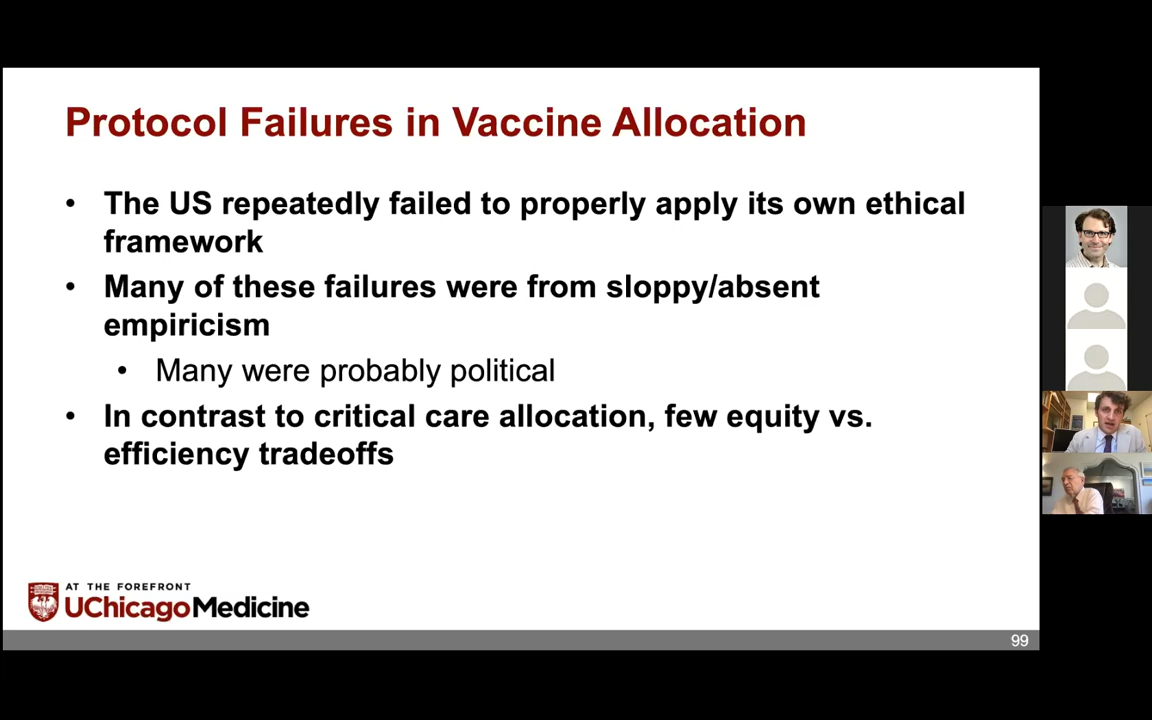 Protocol Failures in Vaccine Allocation
• The US repeatedly failed to properly apply its own ethical
framework
• Many of these failures were from sloppy/absent
empiricism
• Many were probably political
• In contrast to critical care allocation, few equity vs.
efficiency tradeoffs
AT THE FOREFRONT
UChicagoMedicine
99